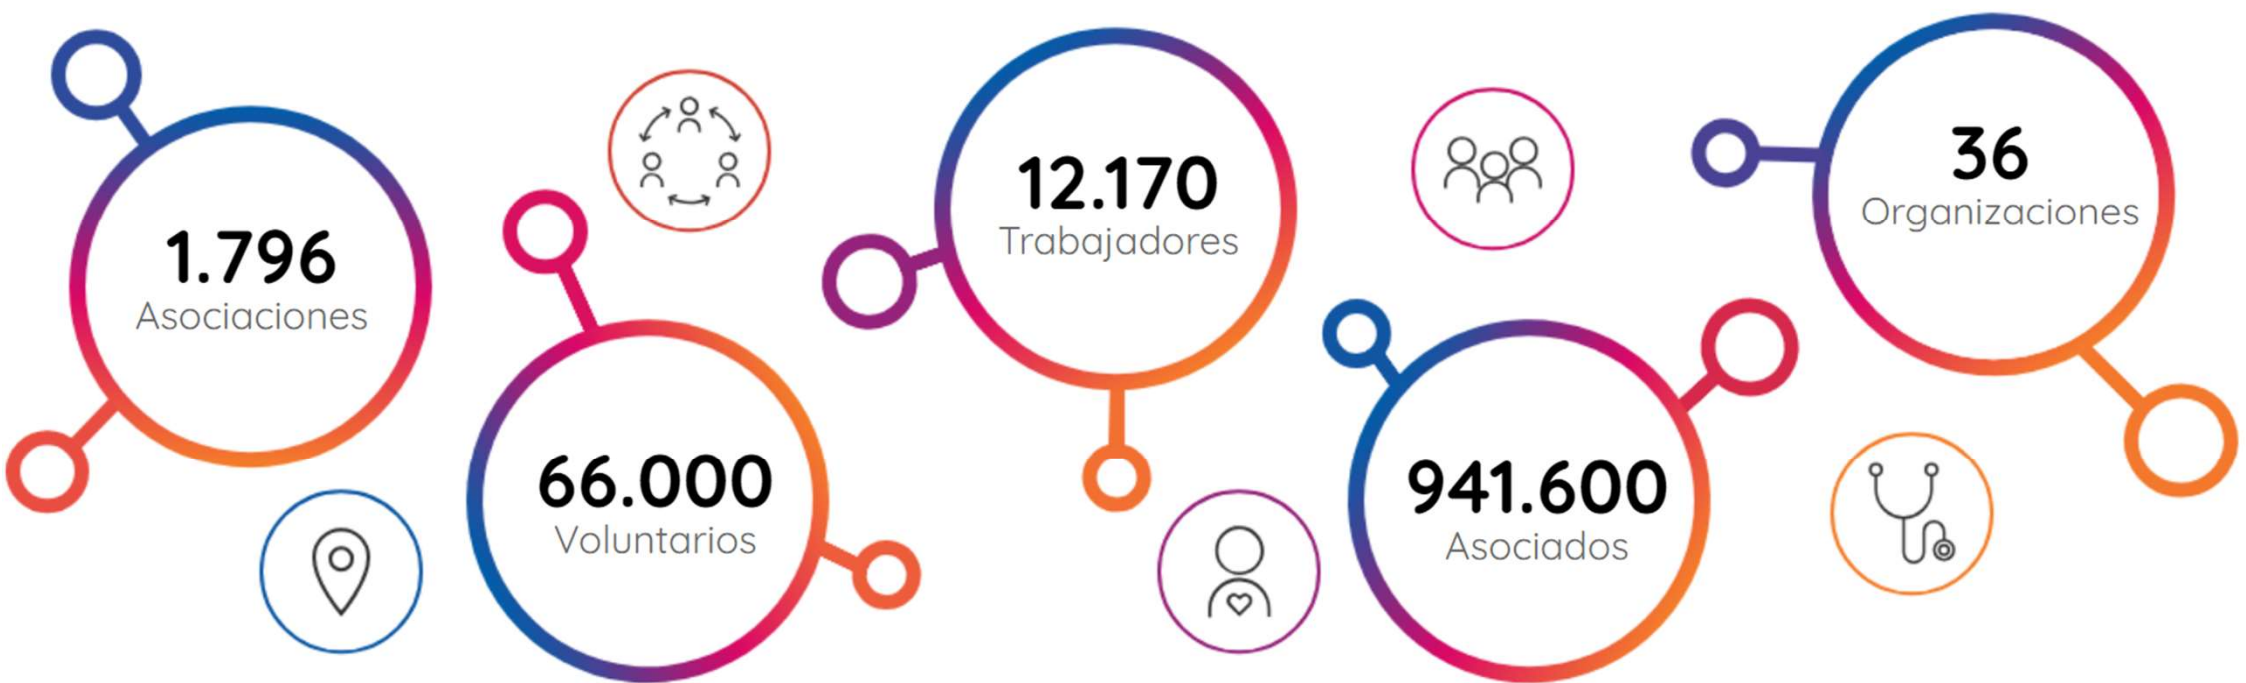 1.796
Asociaciones
66.000
Voluntarios
12.170
Trabajadores
941.600
Asociados
36
Organizaciones